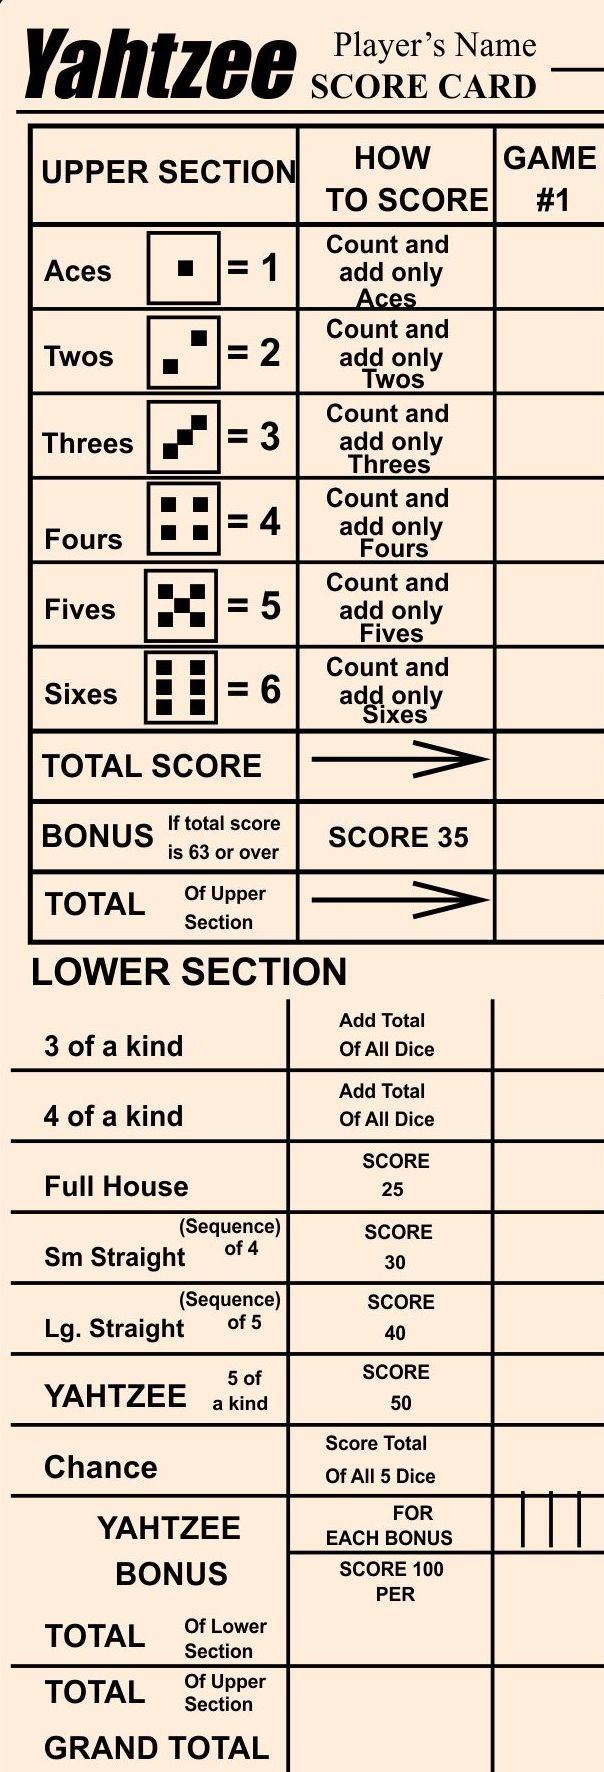 Yahtzee
Player's Name
SCORE CARD
UPPER SECTION
HOW
TO SCORE
GAME
#1
Aces = 1
Count and
add only
Aces
Twos = 2
Count and
add only
Twos
Threes = 3
Count and
add only
Threes
Fours = 4
Count and
add only
Fours
Fives = 5
Count and
add only
Fives
Sixes = 6
Count and
add only
Sixes
TOTAL SCORE
BONUS
If total score
is 63 or over
SCORE 35
TOTAL
Of Upper
Section
LOWER SECTION
3 of a kind
Add Total
Of All Dice
4 of a kind
Add Total
Of All Dice
Full House
SCORE
25
Sm Straight
(Sequence)
of 4
SCORE
30
Lg. Straight
(Sequence)
of 5
SCORE
40
YAHTZEE
5 of
a kind
SCORE
50
Chance
Score Total
Of All 5 Dice
YAHTZEE
BONUS
FOR
EACH BONUS
SCORE 100
PER
TOTAL
Of Lower
Section
TOTAL
Of Upper
Section
GRAND TOTAL